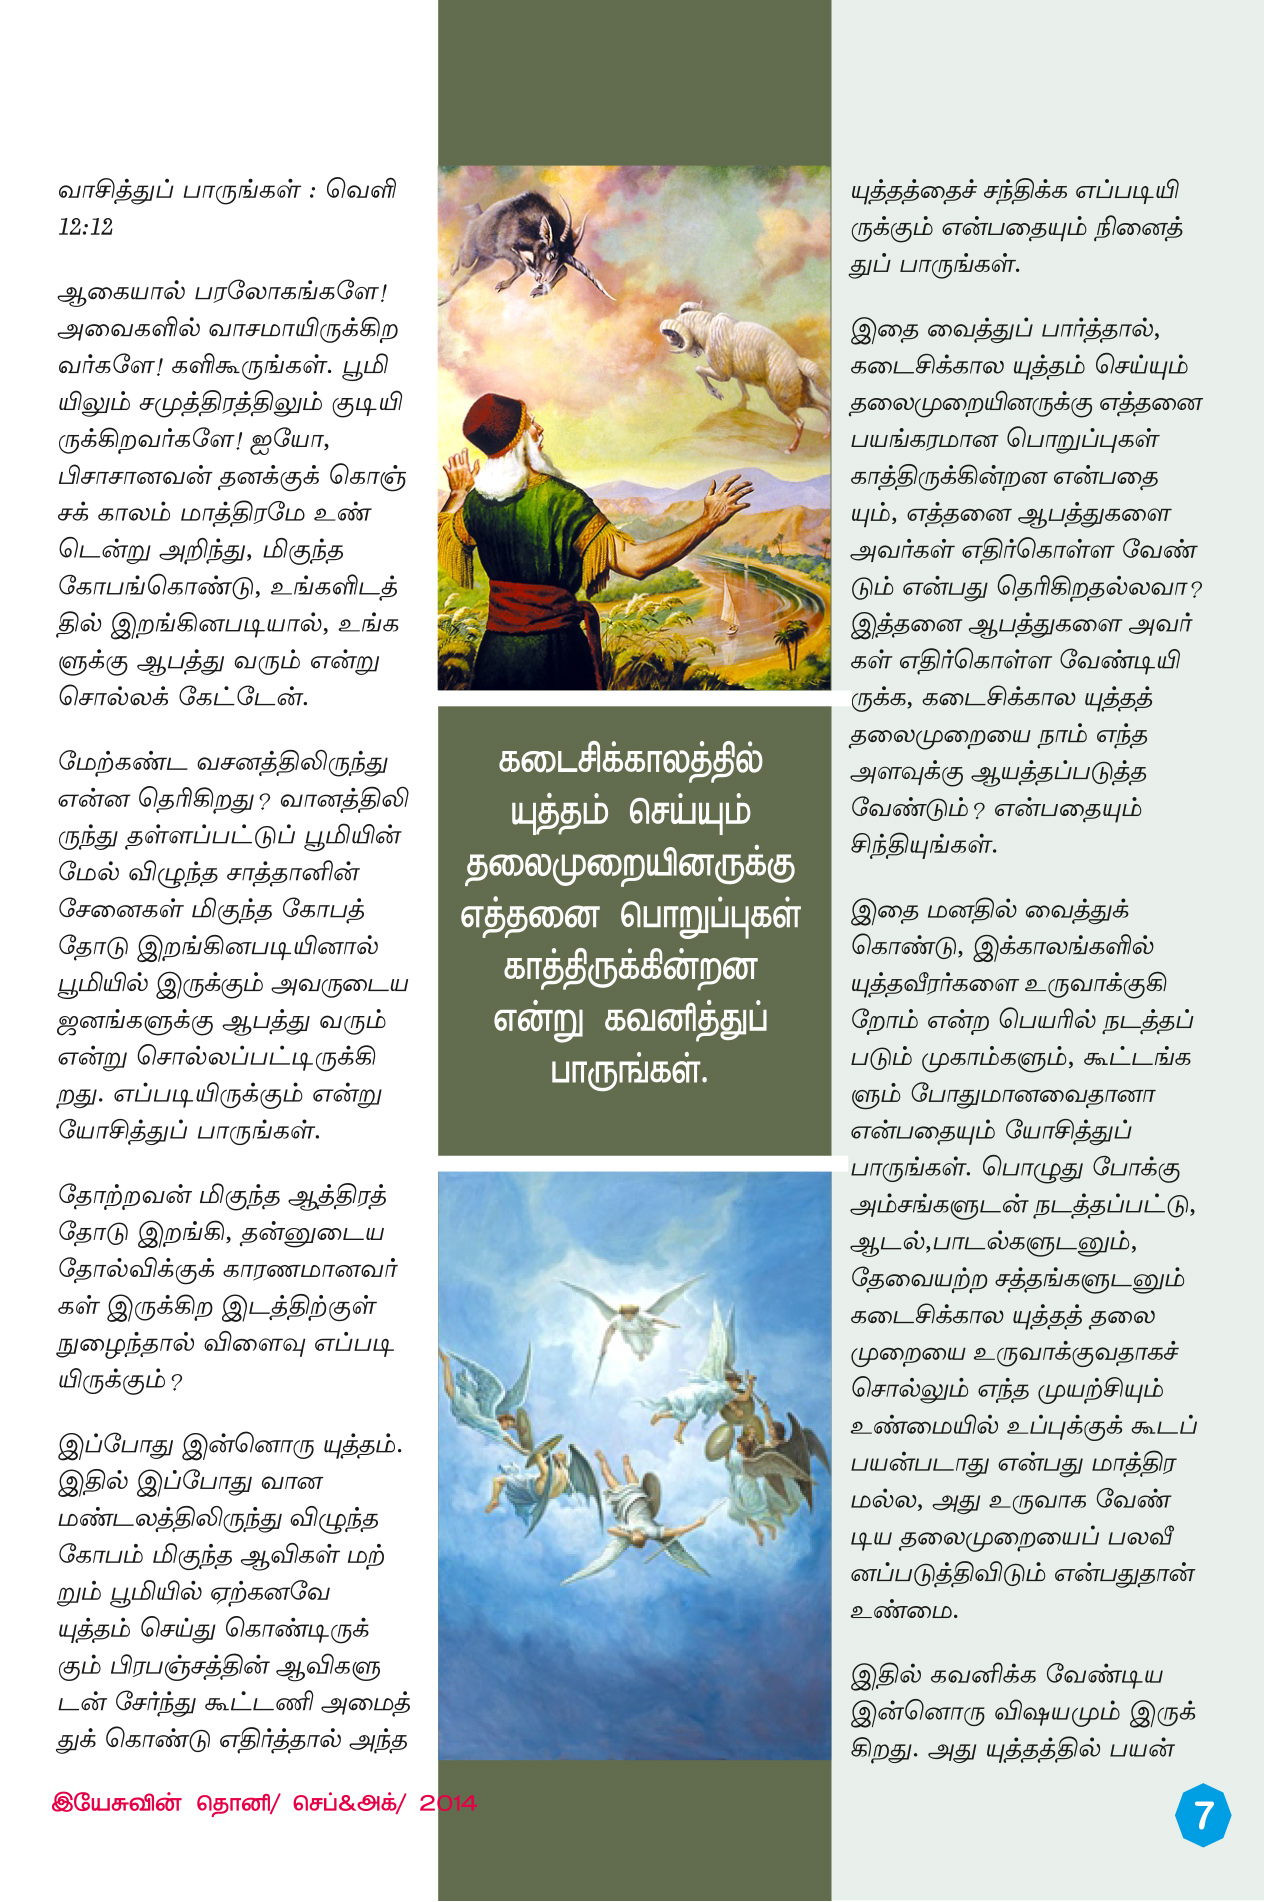 வாசித்துப் பாருங்கள் : வெளி
12:12
ஆகையால் பரலோகங்களே!
அவைகளில் வாசமாயிருக்கிற
வர்களே! களிகூருங்கள். பூமி
யிலும் சமுத்திரத்திலும் குடியி
ருக்கிறவர்களே! ஐயோ,
பிசாசானவன் தனக்குக் கொஞ்
சக் காலம் மாத்திரமே உண்
டென்று அறிந்து, மிகுந்த
கோபங்கொண்டு, உங்களிடத்
தில் இறங்கினபடியால், உங்க
ளுக்கு ஆபத்து வரும் என்று
சொல்லக் கேட்டேன்.
மேற்கண்ட வசனத்திலிருந்து
என்ன தெரிகிறது? வானத்திலி
ருந்து தள்ளப்பட்டுப் பூமியின்
மேல் விழுந்த சாத்தானின்
சேனைகள் மிகுந்த கோபத்
தோடு இறங்கினபடியினால்
பூமியில் இருக்கும் அவருடைய
ஜனங்களுக்கு ஆபத்து வரும்
என்று சொல்லப்பட்டிருக்கி
றது. எப்படியிருக்கும் என்று
யோசித்துப் பாருங்கள்.
தோற்றவன் மிகுந்த ஆத்திரத்
தோடு இறங்கி, தன்னுடைய
தோல்விக்குக் காரணமானவர்
கள் இருக்கிற இடத்திற்குள்
நுழைந்தால் விளைவு எப்படி
யிருக்கும்?
இப்போது இன்னொரு யுத்தம்.
இதில் இப்போது வான
மண்டலத்திலிருந்து விழுந்த
கோபம் மிகுந்த ஆவிகள் மற்
றும் பூமியில் ஏற்கனவே
யுத்தம் செய்து கொண்டிருக்
கும் பிரபஞ்சத்தின் ஆவிகளு
டன் சேர்ந்து கூட்டணி அமைத்
துக் கொண்டு எதிர்த்தால் அந்த
கடைசிக்காலத்தில்
யுத்தம் செய்யும்
தலைமுறையினருக்கு
எத்தனை பொறுப்புகள்
காத்திருக்கின்றன
என்று கவனித்துப்
பாருங்கள்.
யுத்தத்தைச் சந்திக்க எப்படியி
ருக்கும் என்பதையும் நினைத்
துப் பாருங்கள்.
இதை வைத்துப் பார்த்தால்,
கடைசிக்கால யுத்தம் செய்யும்
தலைமுறையினருக்கு எத்தனை
பயங்கரமான பொறுப்புகள்
காத்திருக்கின்றன என்பதை
யும், எத்தனை ஆபத்துகளை
அவர்கள் எதிர்கொள்ள வேண்
டும் என்பது தெரிகிறதல்லவா?
இத்தனை ஆபத்துகளை அவர்
கள் எதிர்கொள்ள வேண்டியி
ருக்க, கடைசிக்கால யுத்தத்
தலைமுறையை நாம் எந்த
அளவுக்கு ஆயத்தப்படுத்த
வேண்டும்? என்பதையும்
சிந்தியுங்கள்.
இதை மனதில் வைத்துக்
கொண்டு, இக்காலங்களில்
யுத்தவீரர்களை உருவாக்குகி
றோம் என்ற பெயரில் நடத்தப்
படும் முகாம்களும், கூட்டங்க
ளும் போதுமானவைதானா
என்பதையும் யோசித்துப்
பாருங்கள். பொழுது போக்கு
அம்சங்களுடன் நடத்தப்பட்டு,
ஆடல்,பாடல்களுடனும்,
தேவையற்ற சத்தங்களுடனும்
கடைசிக்கால யுத்தத் தலை
முறையை உருவாக்குவதாகச்
சொல்லும் எந்த முயற்சியும்
உண்மையில் உப்புக்குக் கூடப்
பயன்படாது என்பது மாத்திர
மல்ல, அது உருவாக வேண்
டிய தலைமுறையைப் பலவீ
னப்படுத்திவிடும் என்பதுதான்
உண்மை.
இதில் கவனிக்க வேண்டிய
இன்னொரு விஷயமும் இருக்
கிறது. அது யுத்தத்தில் பயன்
இயேசுவின் தொனி/ செப்&அக்/ 2014
7